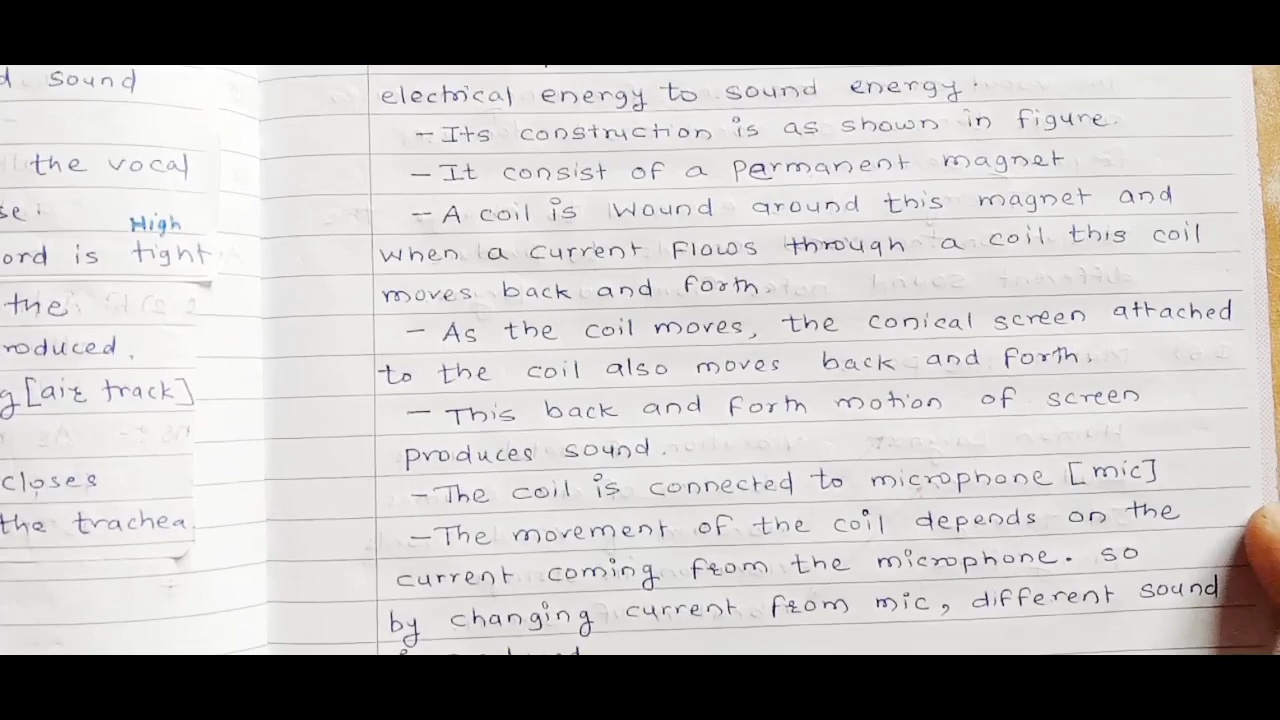 d sound
the vocal
se.
High
ord is tight
the
roduced.
g [air track]
closes
the trachea
electrical energy to sound energy
- Its construction is as shown in figure.
- It consist of a permanent magnet
- A coil is wound around this magnet and
when a current flows through a coil this coil
moves back and forth.
- As the coil moves, the conical screen attached
to the coil also moves back and forth.
- This back and forth motion of screen
produces sound.
- The coil is connected to microphone [mic]
- The movement of the coil depends on the
current coming from the microphone. so
by changing current from mic, different sound